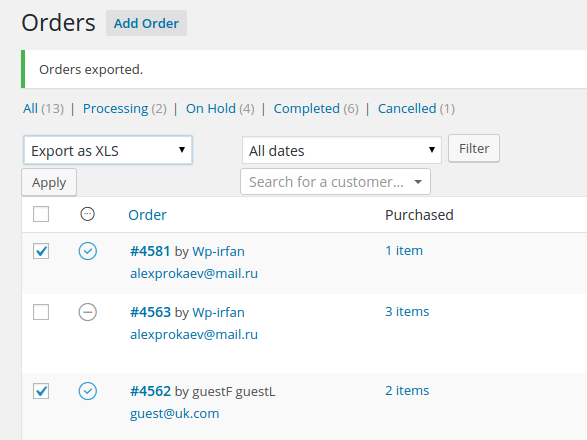 Orders Add Order
Orders exported.
All (13) | Processing (2) | On Hold (4) | Completed (6) | Cancelled (1)
Export as XLS All dates Filter
Apply Search for a customer...
Order Purchased
#4581 by Wp-irfan 1 item
alexprokaev@mail.ru
#4563 by Wp-irfan 3 items
alexprokaev@mail.ru
#4562 by guestF guestL 2 items
guest@uk.com